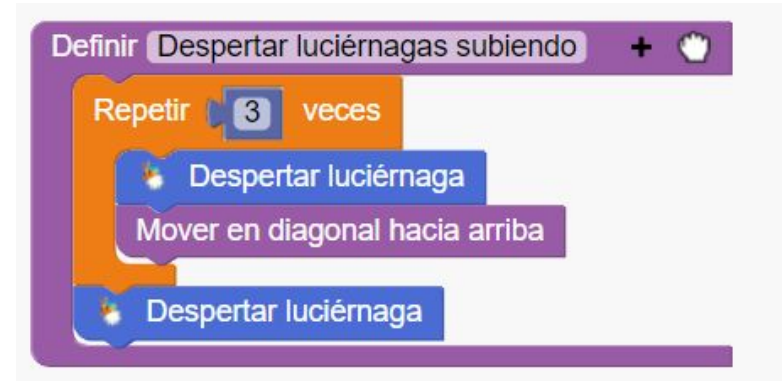 Definir Despertar luciérnagas subiendo +
Repetir 3 veces
Despertar luciérnaga
Mover en diagonal hacia arriba
Despertar luciérnaga